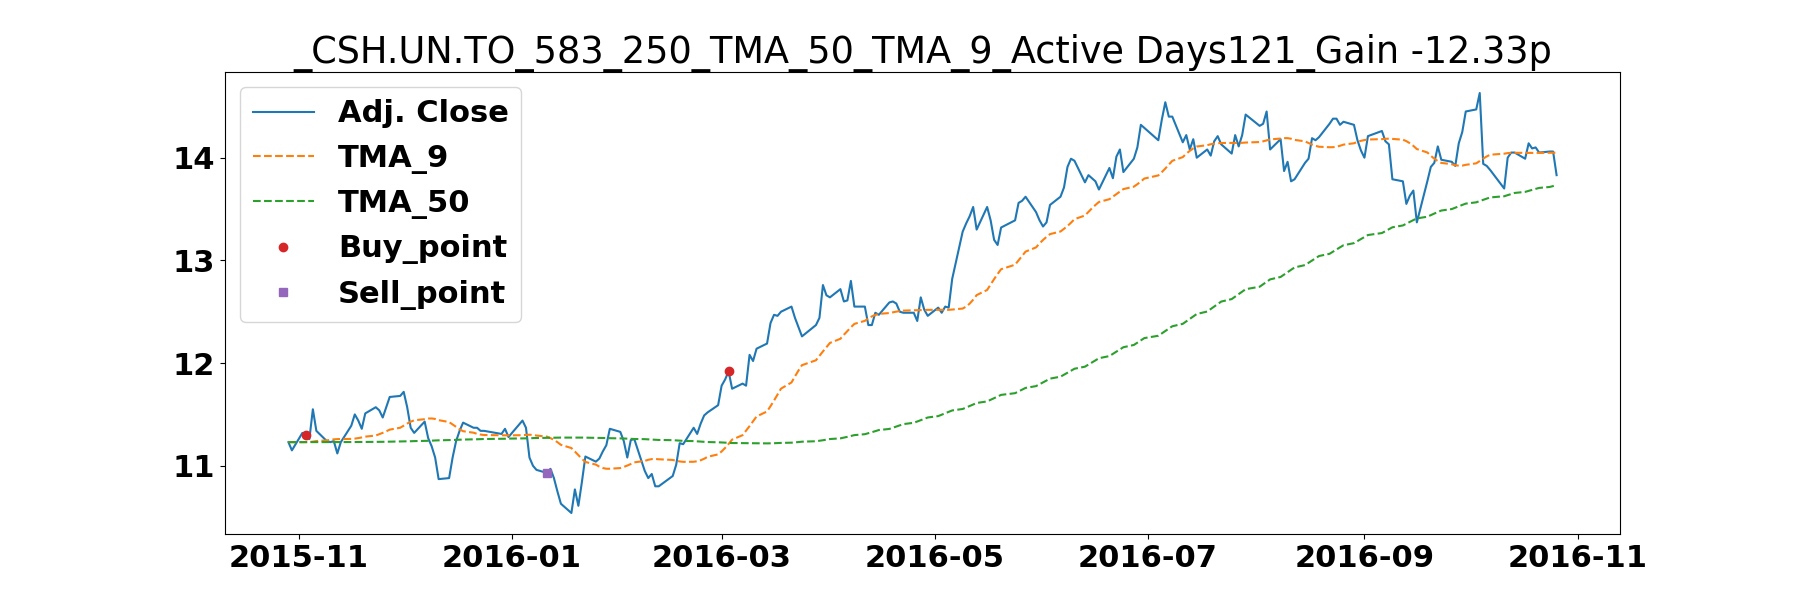 _CSH.UN.TO_583_250_TMA_50_TMA_9_Active Days121_Gain -12.33p
Adj. Close
TMA_9
TMA_50
Buy_point
Sell_point
14
13
12
11
2015-11 2016-01 2016-03 2016-05 2016-07 2016-09 2016-11